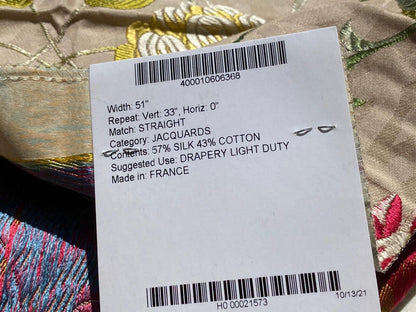 400010606368
Width: 51"
Repeat: Vert: 33", Horiz: 0"
Match: STRAIGHT
Category: JACQUARDS
Contents: 57% SILK 43% COTTON
Suggested Use: DRAPERY LIGHT DUTY
Made in: FRANCE
H0 00021573
10/13/21